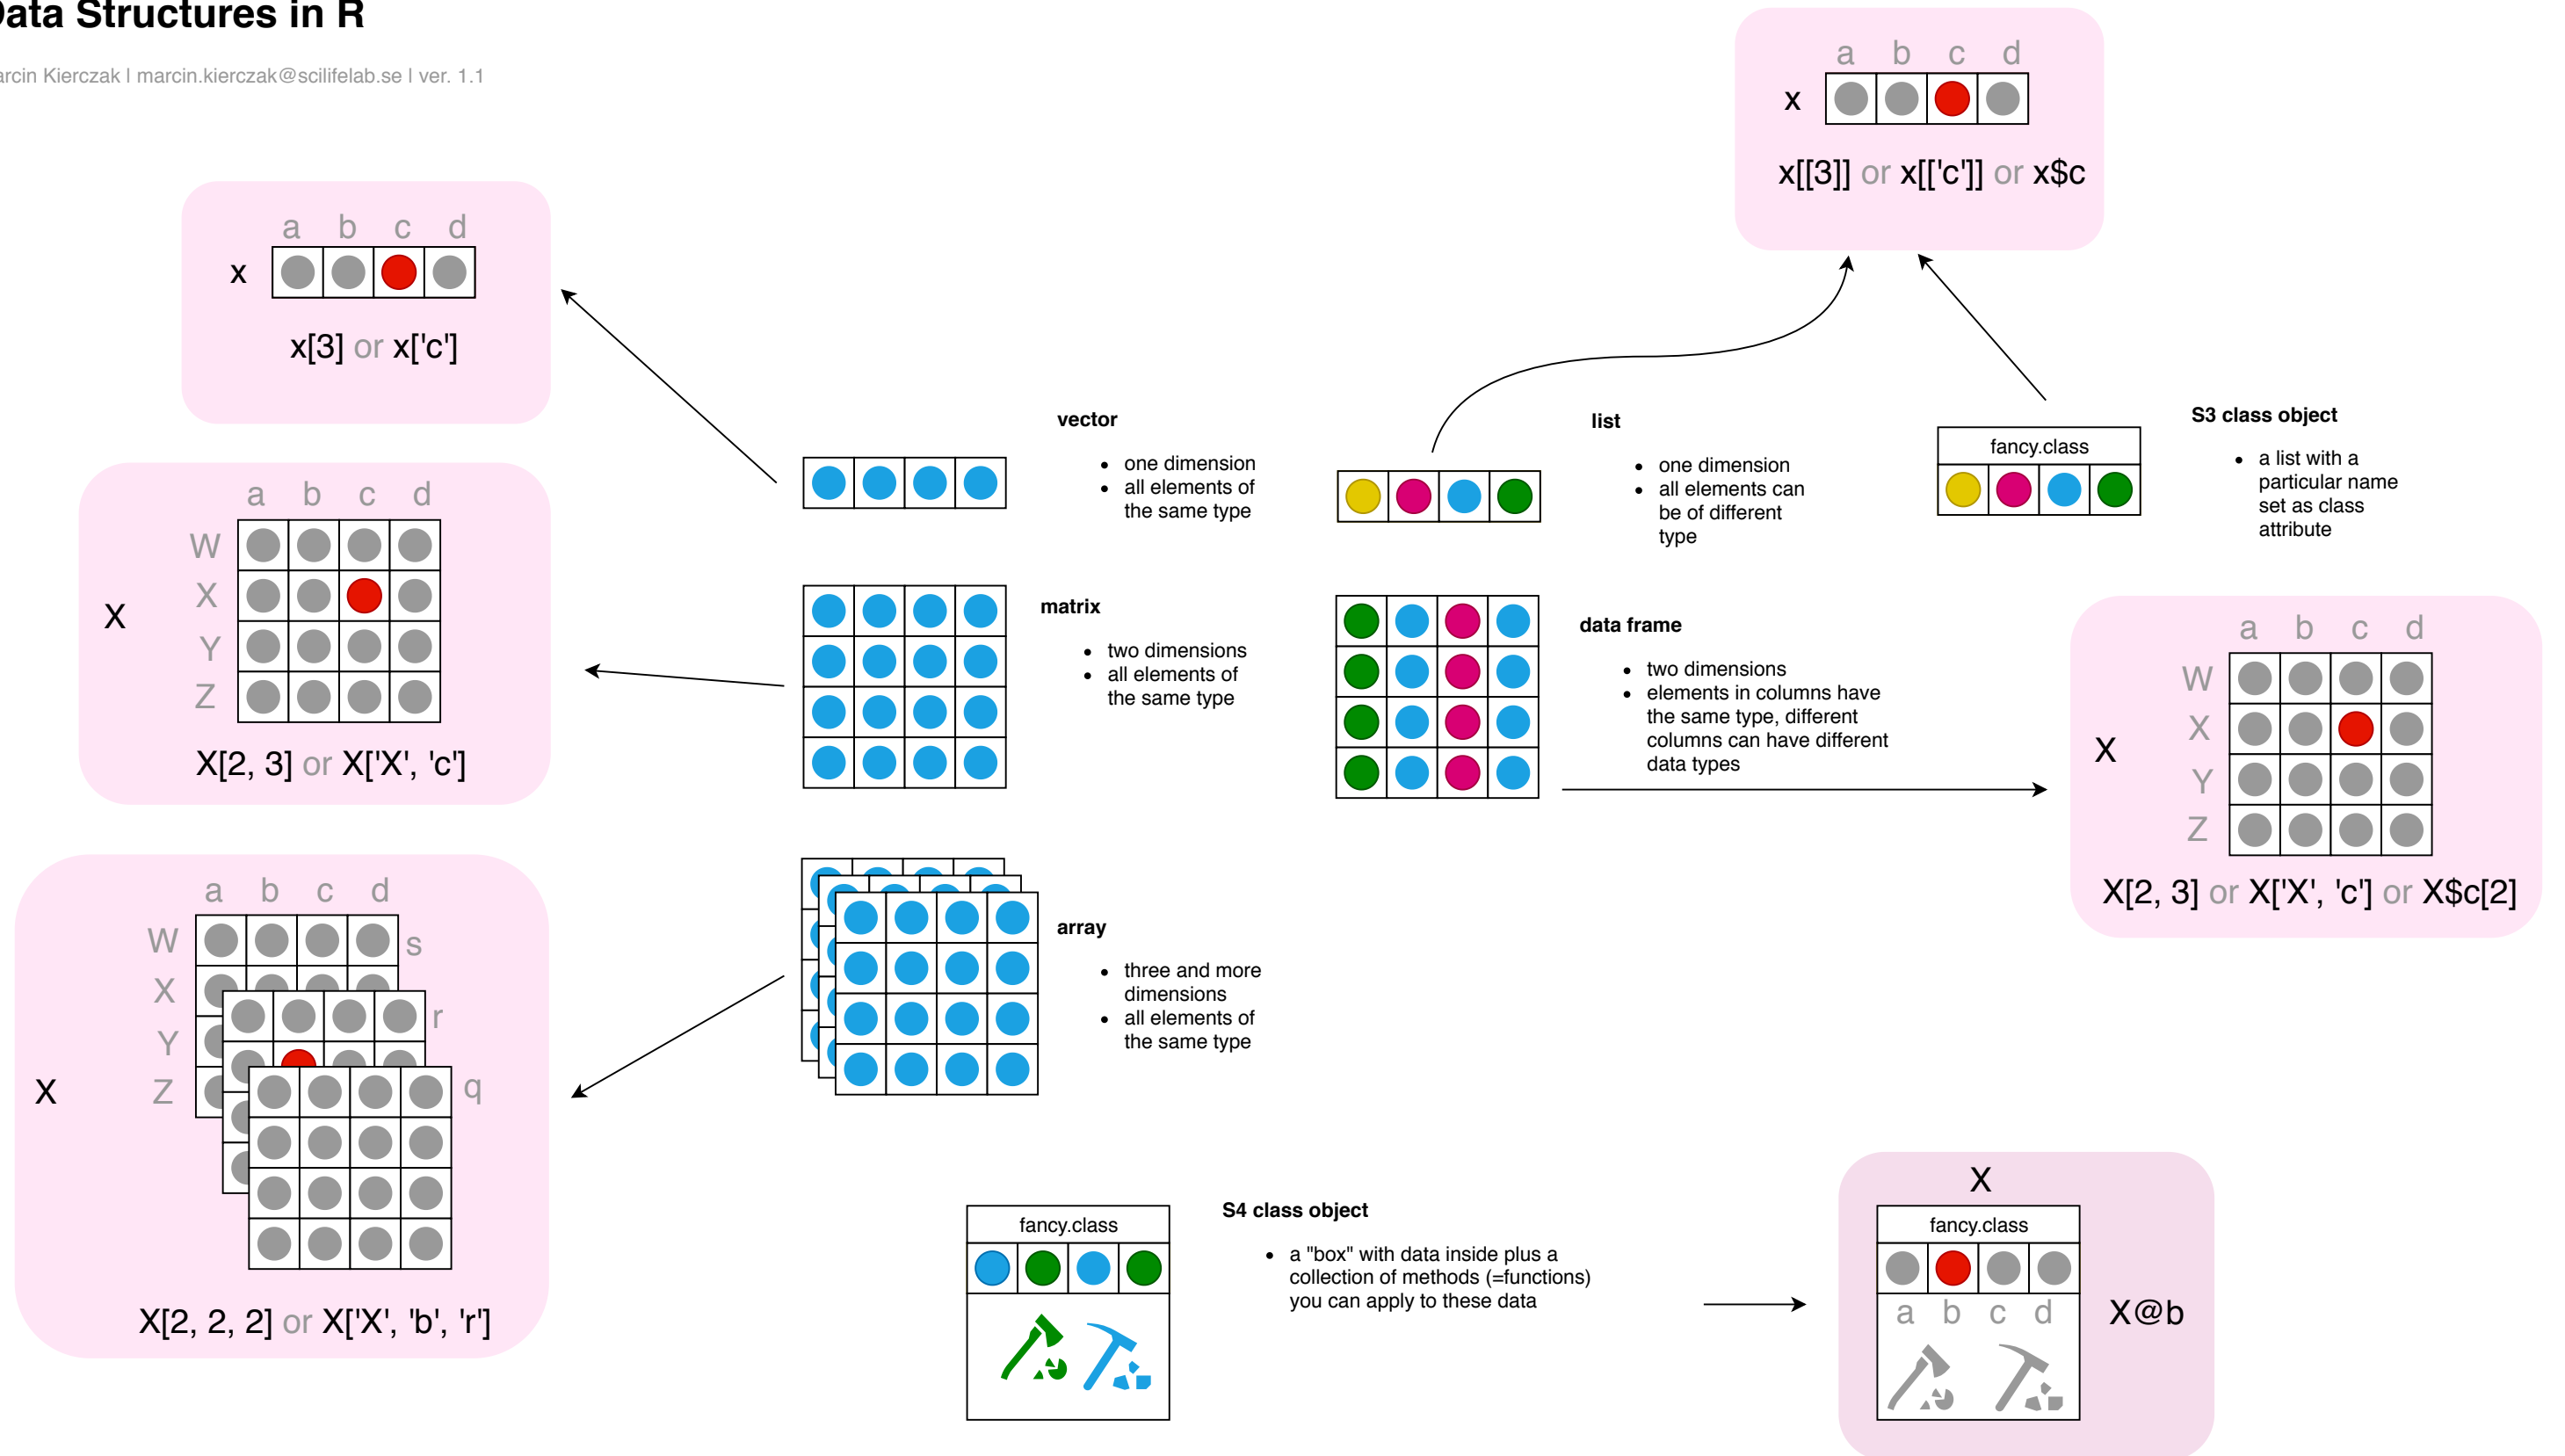 Data Structures in R
arcin Kierczak | marcin.kierczak@scilifelab.se | ver. 1.1
a b c d
x
x[[3]] or x[['c']] or x$c
a b c d
x
x[3] or x['c']
vector
one dimension
all elements of
the same type
list
one dimension
all elements can
be of different
type
fancy.class
S3 class object
a list with a
particular name
set as class
attribute
a b c d
W
X
Y
Z
X
X[2, 3] or X['X', 'c']
matrix
two dimensions
all elements of
the same type
data frame
two dimensions
elements in columns have
the same type, different
columns can have different
data types
a b c d
W
X
Y
Z
X
X[2, 3] or X['X', 'c'] or X$c[2]
a b c d
W
X
Y
Z
s
r
q
X
X[2, 2, 2] or X['X', 'b', 'r']
array
three and more
dimensions
all elements of
the same type
fancy.class
S4 class object
a "box" with data inside plus a
collection of methods (=functions)
you can apply to these data
X
fancy.class
a b c d
X@b